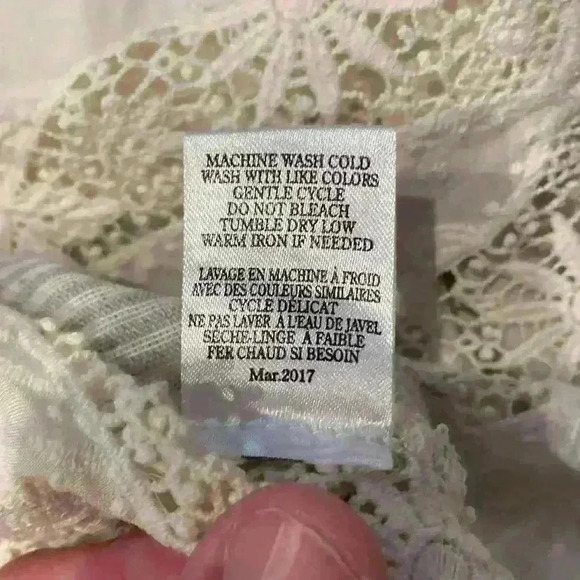 MACHINE WASH COLD
WASH WITH LIKE COLORS
GENTLE CYCLE
DO NOT BLEACH
TUMBLE DRY LOW
WARM IRON IF NEEDED
LAVAGE EN MACHINE À FROID
AVEC DES COULEURS SIMILAIRES
CYCLE DÉLICAT
NE PAS LAVER À L'EAU DE JAVEL
SÈCHE-LINGE À FAIBLE
FER CHAUD SI BESOIN
Mar.2017